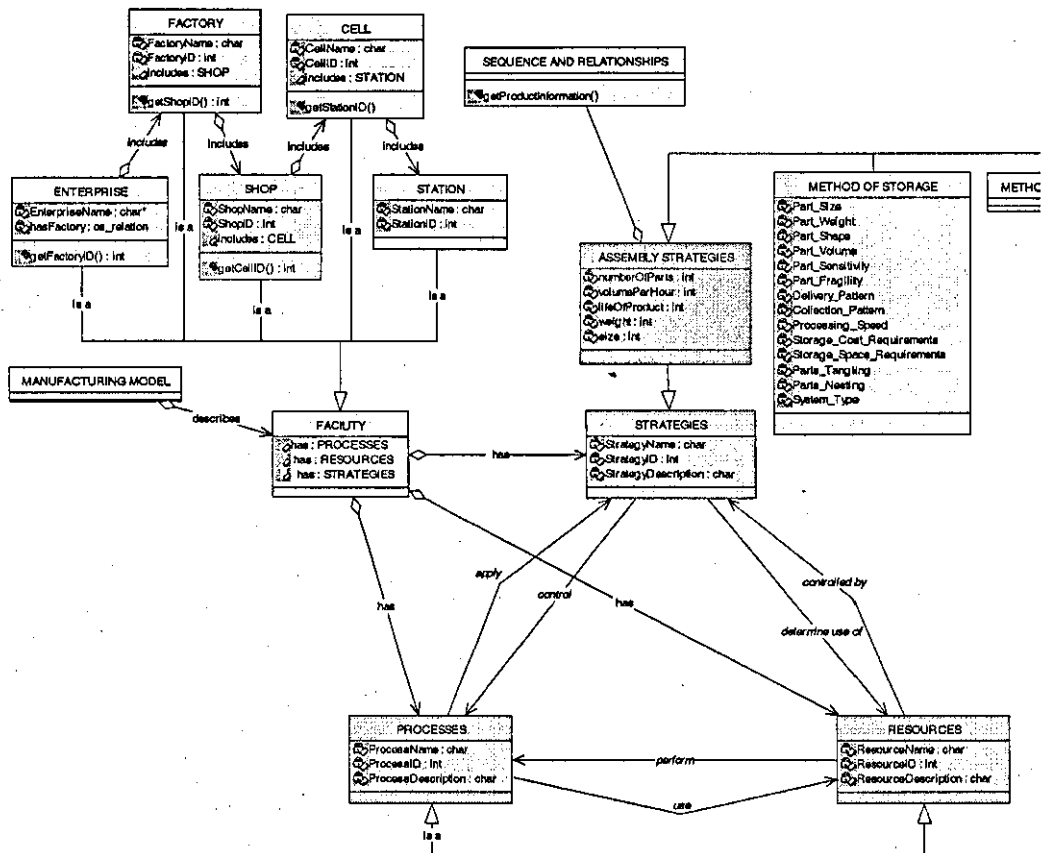 FACTORY
FactoryName : char
FactoryID : int
includes : SHOP
getShopID() : int
CELL
CellName : char
CellID : int
includes : STATION
getStationID()
SEQUENCE AND RELATIONSHIPS
getProductInformation()
includes
includes
includes
includes
ENTERPRISE
EnterpriseName : char*
hasFactory : os_relation
getFactoryID() : int
is a
SHOP
ShopName : char
ShopID : int
includes : CELL
getCellID() : int
is a
STATION
StationName : char
StationID : int
is a
is a
is a
ASSEMBLY STRATEGIES
numberOfParts : int
volumePerHour : int
lifeOfProduct : int
weight : int
size : int
METHOD OF STORAGE
Part_Size
Part_Weight
Part_Shape
Part_Volume
Part_Sensitivity
Part_Fragility
Delivery_Pattern
Collection_Pattern
Processing_Speed
Storage_Cost_Requirements
Storage_Space_Requirements
Parts_Tangling
Parts_Nesting
System_Type
METHO
MANUFACTURING MODEL
describes
FACILITY
has : PROCESSES
has : RESOURCES
has : STRATEGIES
has
STRATEGIES
StrategyName : char
StrategyID : int
StrategyDescription : char
apply
control
has
has
controlled by
determine use of
PROCESSES
ProcessName : char
ProcessID : int
ProcessDescription : char
perform
use
RESOURCES
ResourceName : char
ResourceID : int
ResourceDescription : char
is a